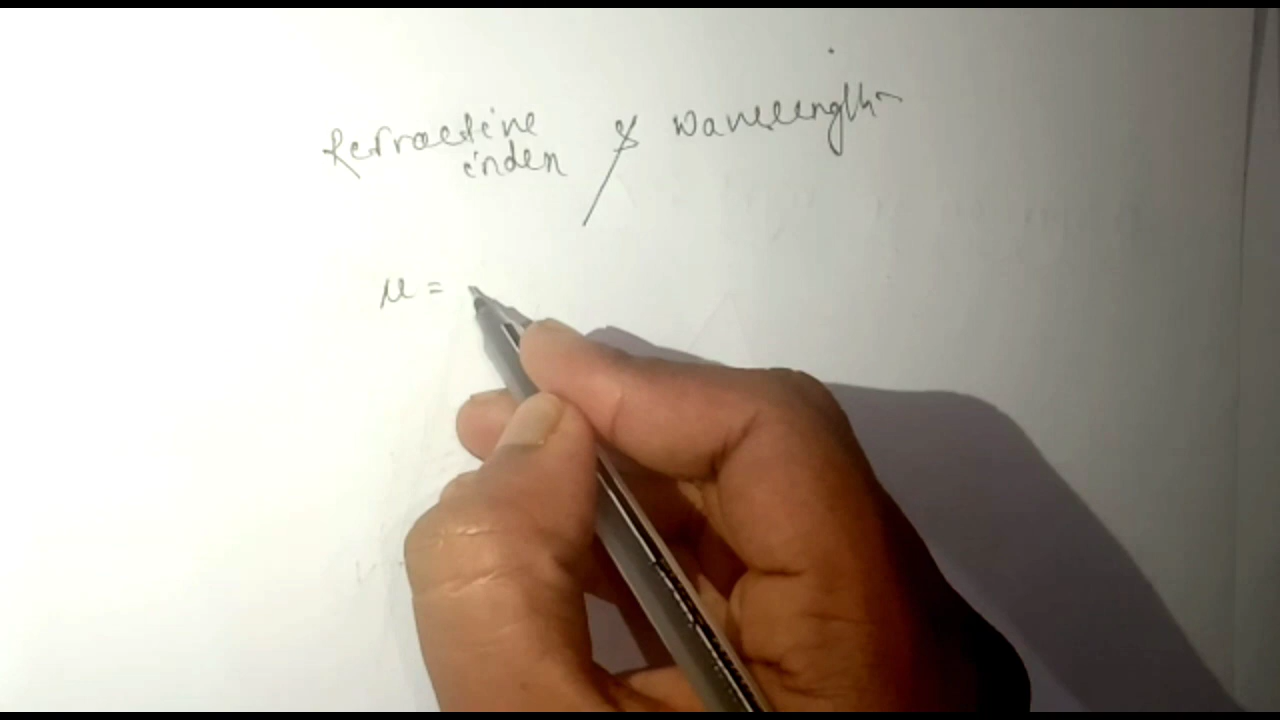 Refractive & wavelength
index
μ =